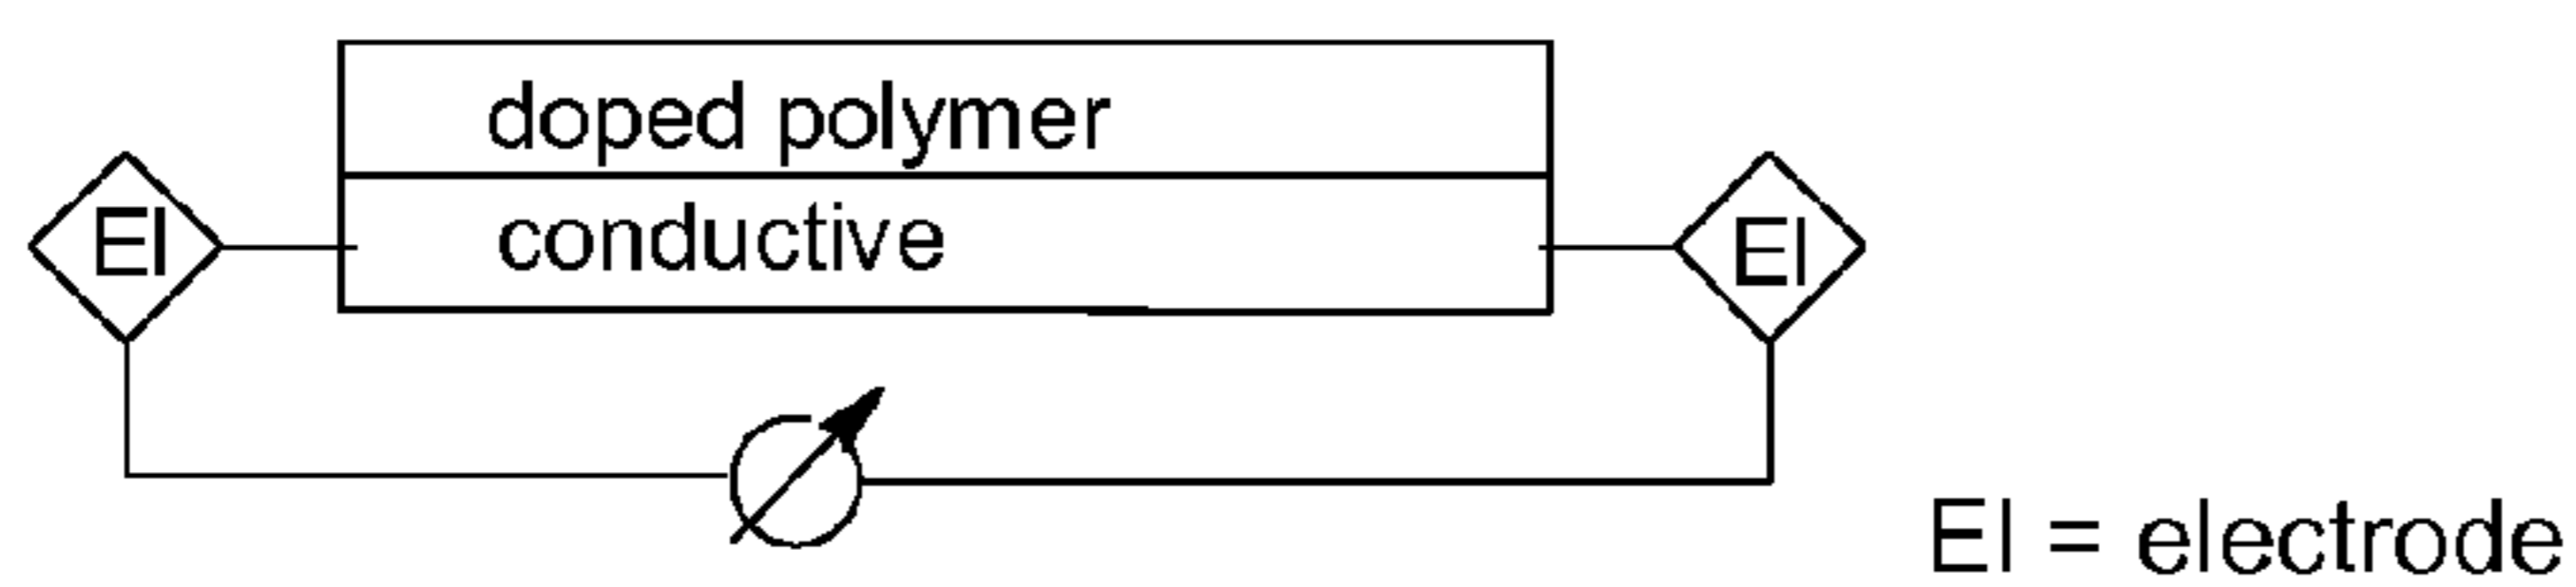 doped polymer
El
conductive
El
El = electrode